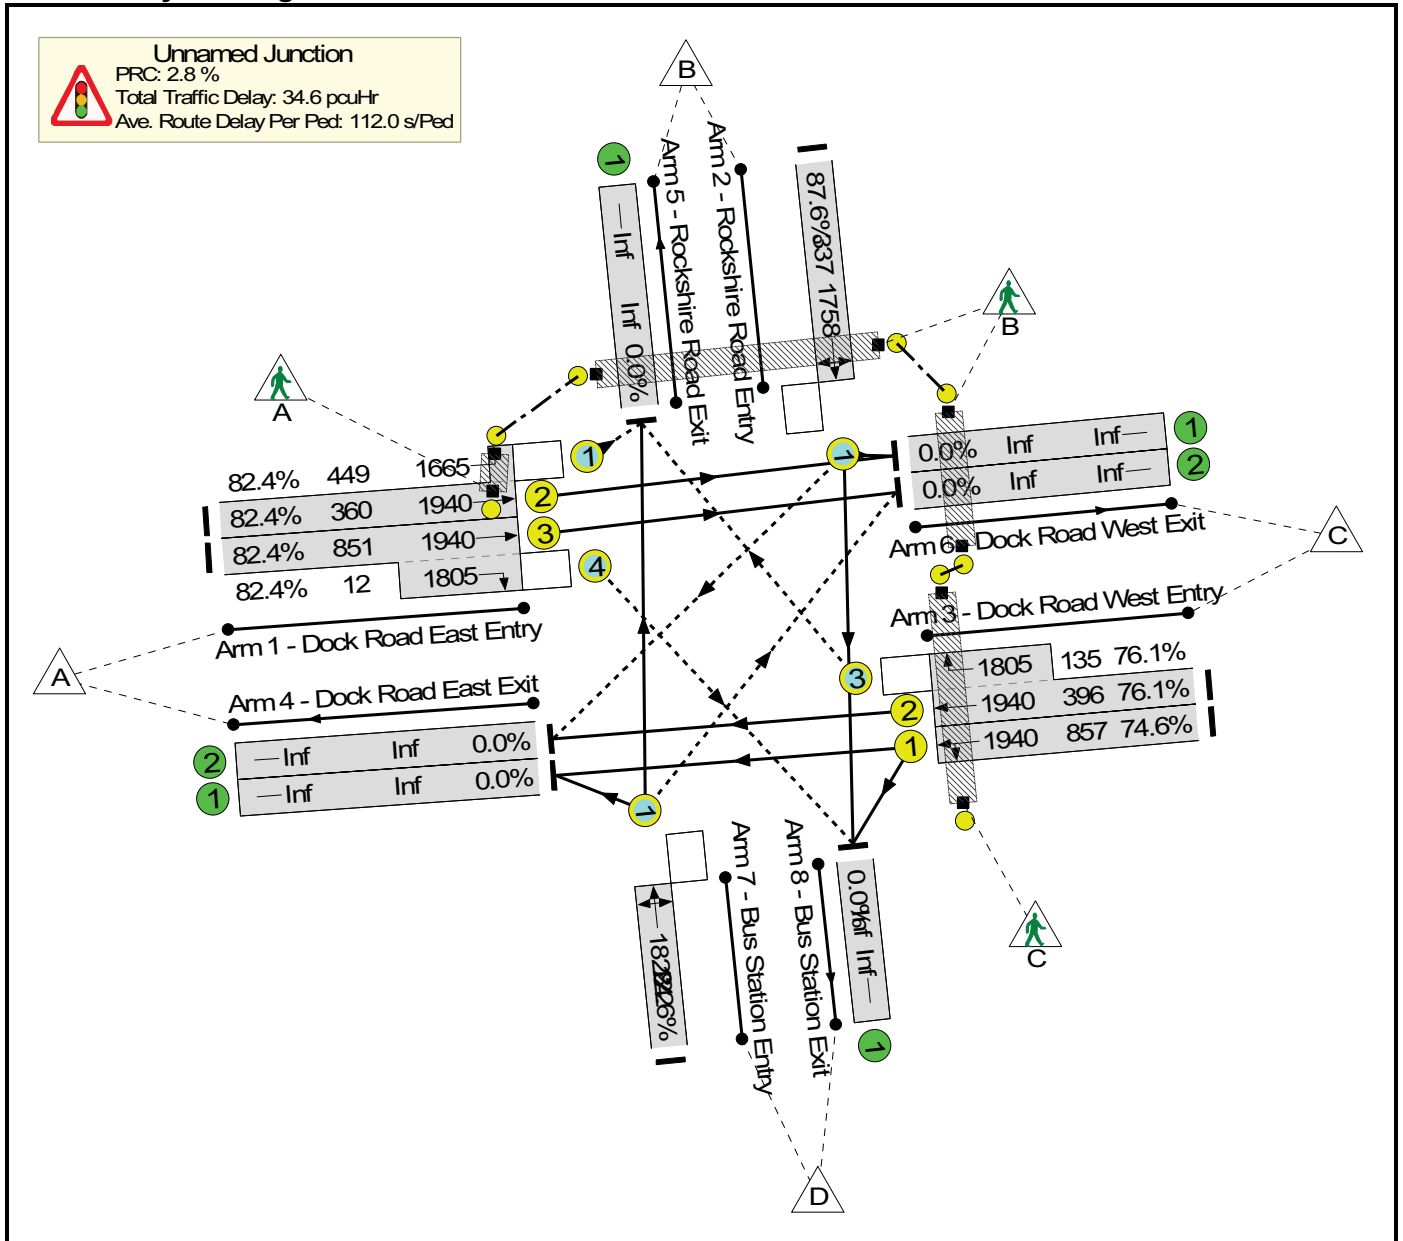 Unnamed Junction
PRC: 2.8 %
Total Traffic Delay: 34.6 pcuHr
Ave. Route Delay Per Ped: 112.0 s/Ped
B
1
Inf
Inf
0.0%
Arm 5 - Rockshire Road Exit
Arm 2 - Rockshire Road Entry
87.6%
337
1758
B
A
82.4% 449 1665
82.4% 360 1940
82.4% 851 1940
82.4% 12 1805
1
2
3
4
1
0.0% Inf Inf
0.0% Inf Inf
1
2
Arm 6 - Dock Road West Exit
C
Arm 3 - Dock Road West Entry
Arm 1 - Dock Road East Entry
A
Arm 4 - Dock Road East Exit
3
2
1
1805 135 76.1%
1940 396 76.1%
1940 857 74.6%
2
1
Inf Inf 0.0%
Inf Inf 0.0%
1
Arm 7 - Bus Station Entry
Arm 8 - Bus Station Exit
0.0%
Inf
1
C
D